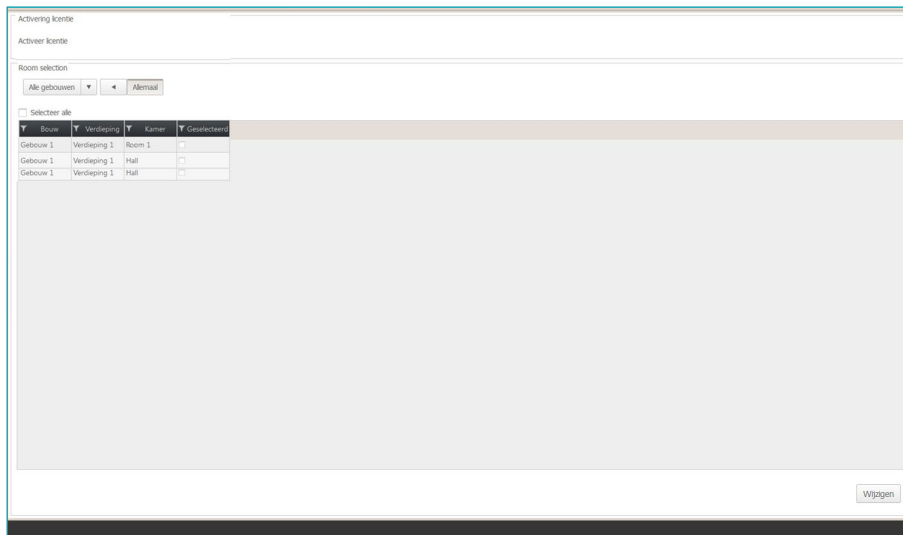 Activering licentie
Activeer licentie
Room selection
Alle gebouwen Allemaal
Selecteer alle
Bouw Verdieping Kamer Geselecteerd
Gebouw 1 Verdieping 1 Room 1
Gebouw 1 Verdieping 1 Hall
Gebouw 1 Verdieping 1 Hall
Wijzigen